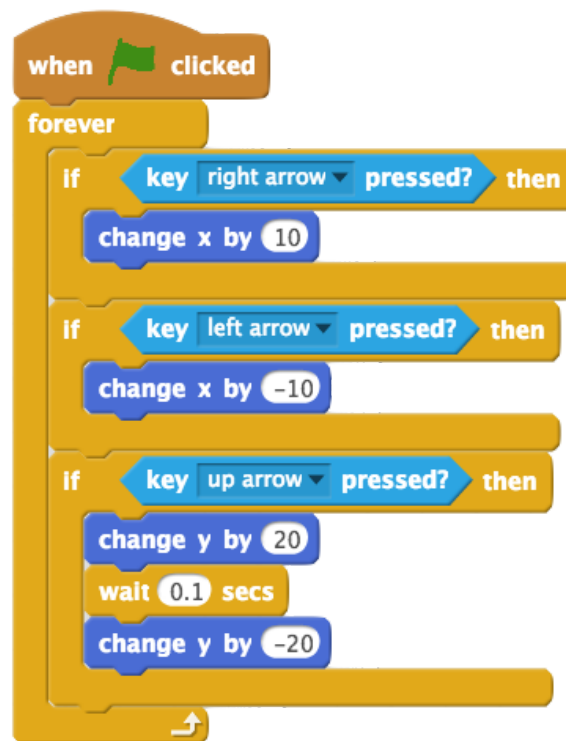 when clicked
forever
if key right arrow pressed? then
change x by 10
if key left arrow pressed? then
change x by -10
if key up arrow pressed? then
change y by 20
wait 0.1 secs
change y by -20